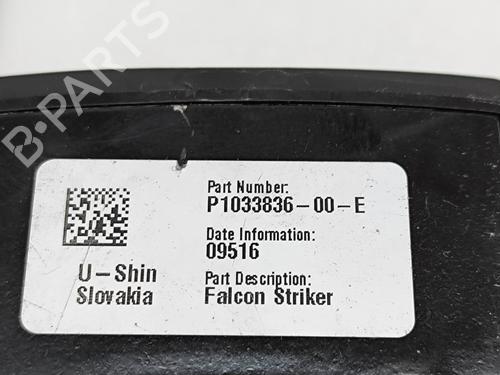 B-PARTS
Part Number:
P1033836-00-E
Date Information:
09516
U-Shin
Slovakia
Part Description:
Falcon Striker